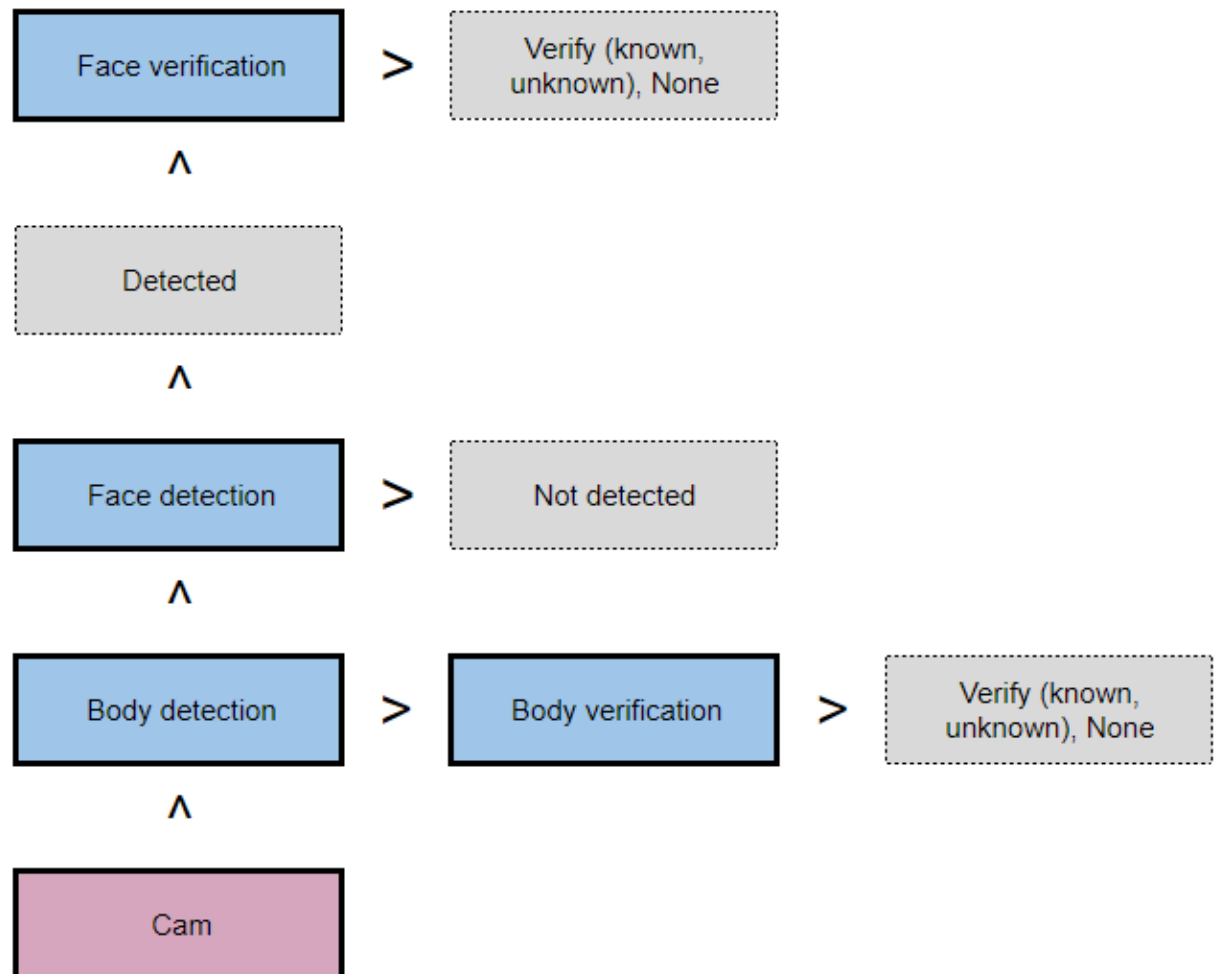 Face verification
>
Verify (known,
unknown), None
^
Detected
^
Face detection
>
Not detected
^
Body detection
>
Body verification
>
Verify (known,
unknown), None
^
Cam